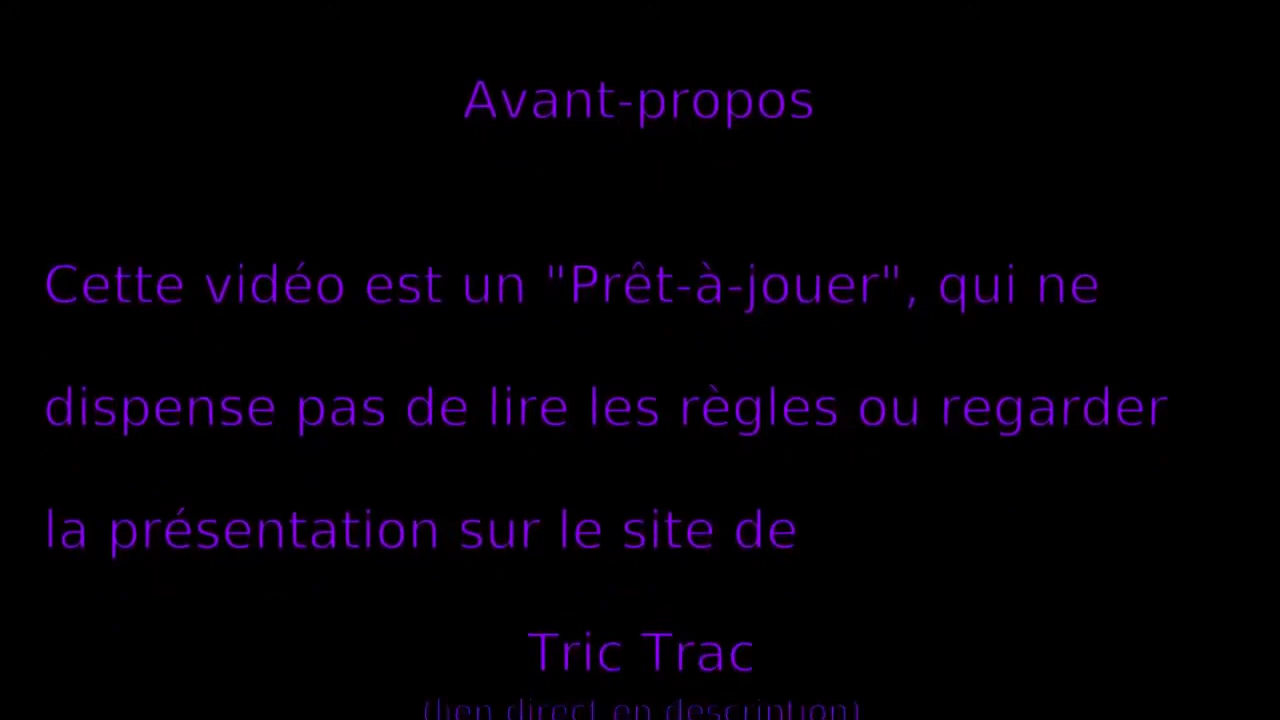 Avant-propos
Cette vidéo est un "Prêt-à-jouer", qui ne
dispense pas de lire les règles ou regarder
la présentation sur le site de
Tric Trac
(lien direct en description)